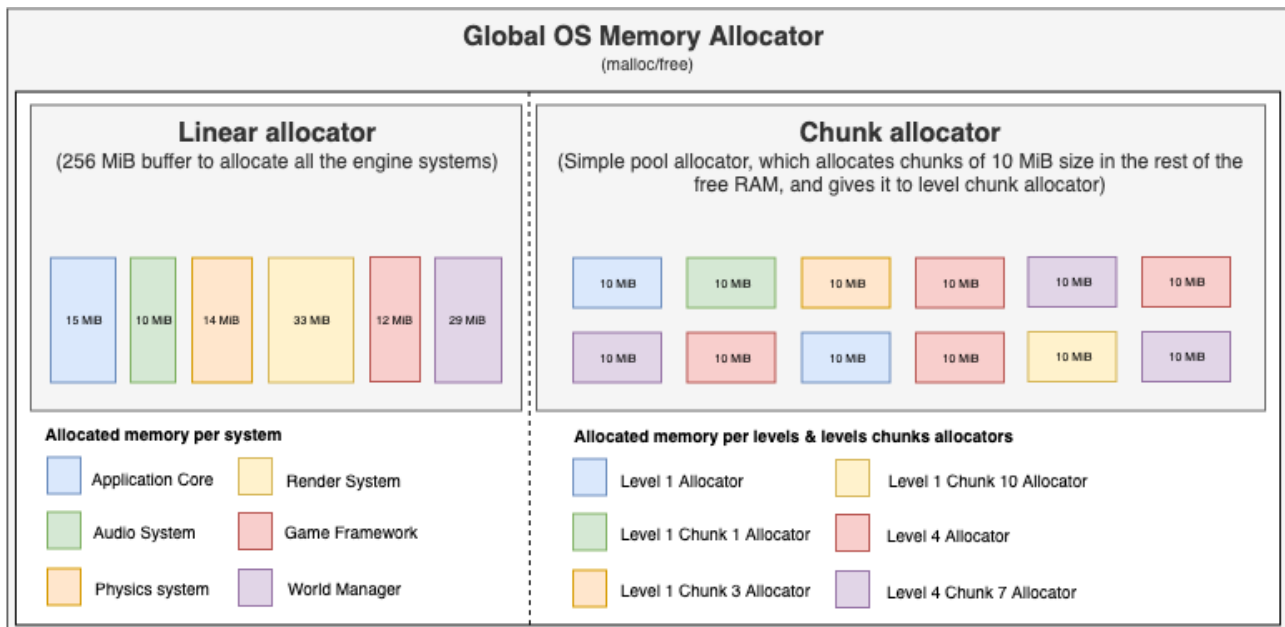 Global OS Memory Allocator
(malloc/free)
Linear allocator
(256 MiB buffer to allocate all the engine systems)
15 MiB
10 MiB
14 MiB
33 MiB
12 MiB
29 MiB
Allocated memory per system
Application Core
Render System
Audio System
Game Framework
Physics system
World Manager
Chunk allocator
(Simple pool allocator, which allocates chunks of 10 MiB size in the rest of the
free RAM, and gives it to level chunk allocator)
10 MiB
10 MiB
10 MiB
10 MiB
10 MiB
10 MiB
10 MiB
10 MiB
10 MiB
10 MiB
10 MiB
10 MiB
Allocated memory per levels & levels chunks allocators
Level 1 Allocator
Level 1 Chunk 10 Allocator
Level 1 Chunk 1 Allocator
Level 4 Allocator
Level 1 Chunk 3 Allocator
Level 4 Chunk 7 Allocator